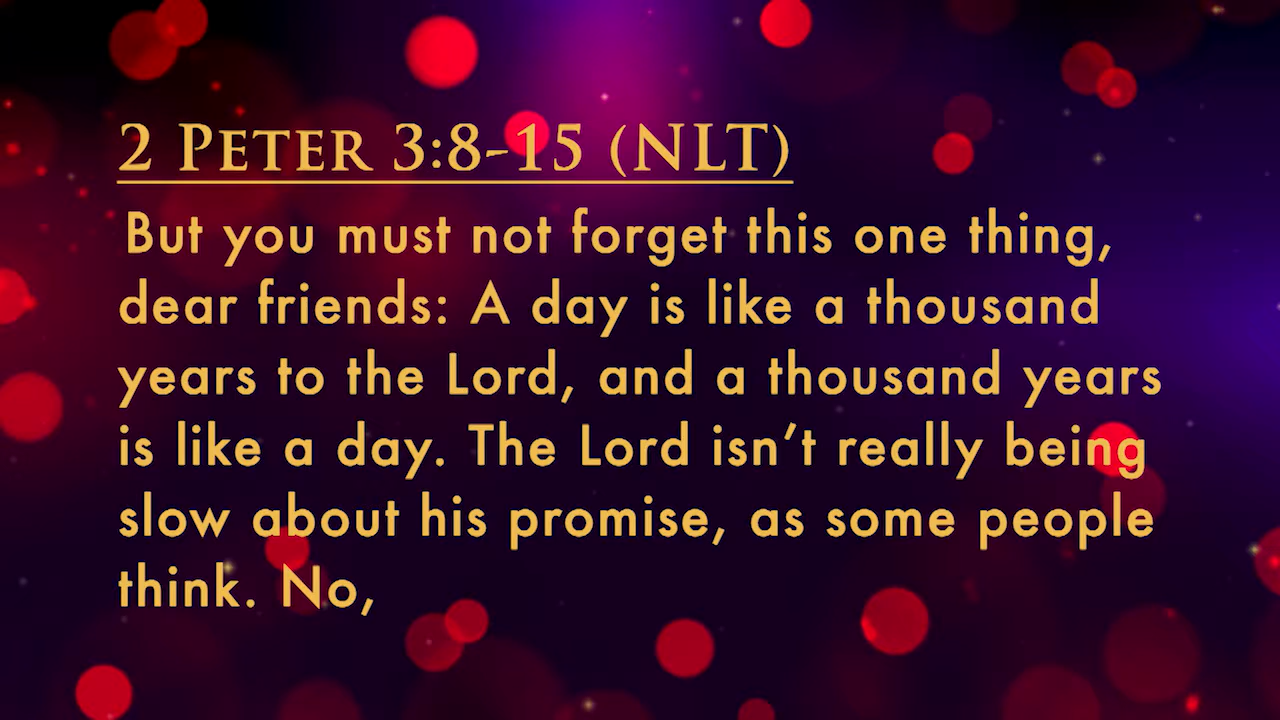 2 Peter 3:8-15 (NLT)
But you must not forget this one thing,
dear friends: A day is like a thousand
years to the Lord, and a thousand years
is like a day. The Lord isn’t really being
slow about his promise, as some people
think. No,